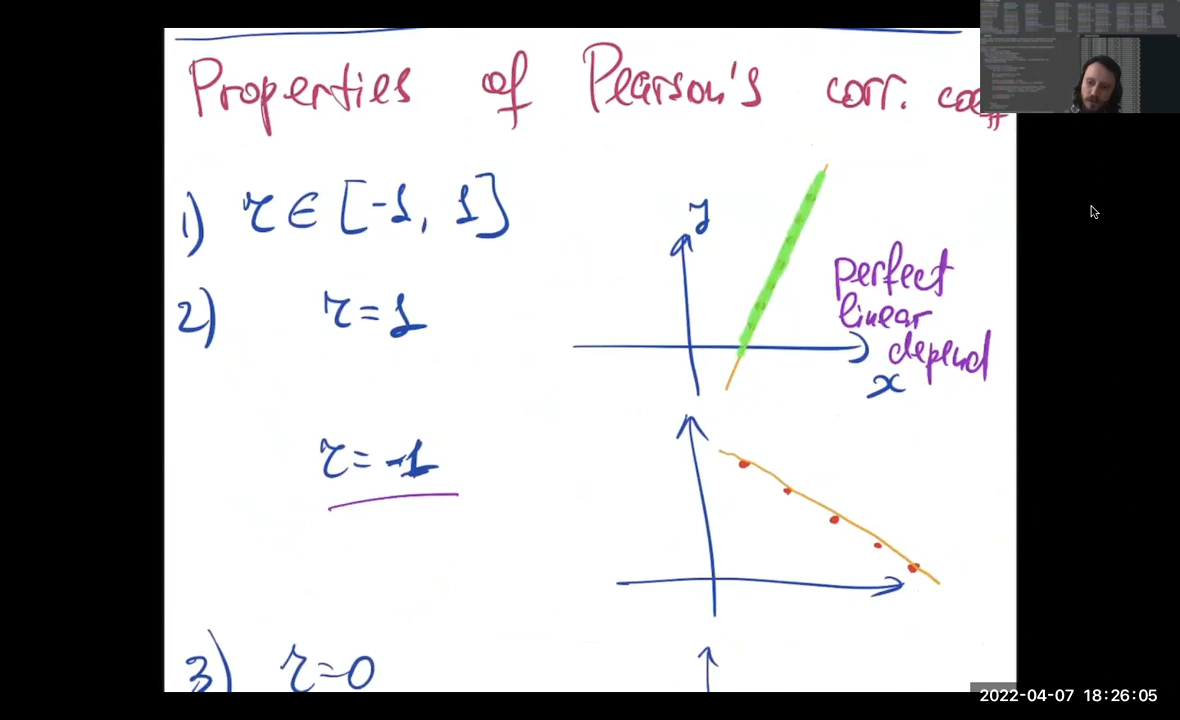 Properties of Pearson's corr. coeff
1) r ∈ [-1, 1]
2) r = 1
y
perfect
linear
depend
x
r = -1
3) r = 0
2022-04-07 18:26:05